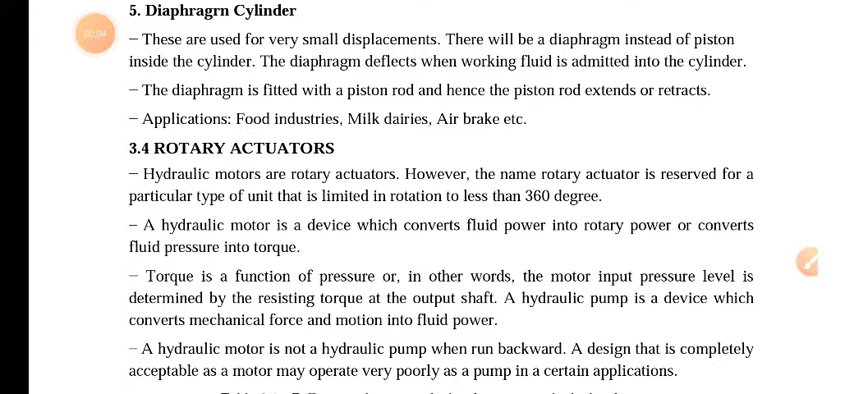 5. Diaphragrn Cylinder
00:04
– These are used for very small displacements. There will be a diaphragm instead of piston
inside the cylinder. The diaphragm deflects when working fluid is admitted into the cylinder.
– The diaphragm is fitted with a piston rod and hence the piston rod extends or retracts.
– Applications: Food industries, Milk dairies, Air brake etc.
3.4 ROTARY ACTUATORS
– Hydraulic motors are rotary actuators. However, the name rotary actuator is reserved for a
particular type of unit that is limited in rotation to less than 360 degree.
– A hydraulic motor is a device which converts fluid power into rotary power or converts
fluid pressure into torque.
– Torque is a function of pressure or, in other words, the motor input pressure level is
determined by the resisting torque at the output shaft. A hydraulic pump is a device which
converts mechanical force and motion into fluid power.
– A hydraulic motor is not a hydraulic pump when run backward. A design that is completely
acceptable as a motor may operate very poorly as a pump in a certain applications.